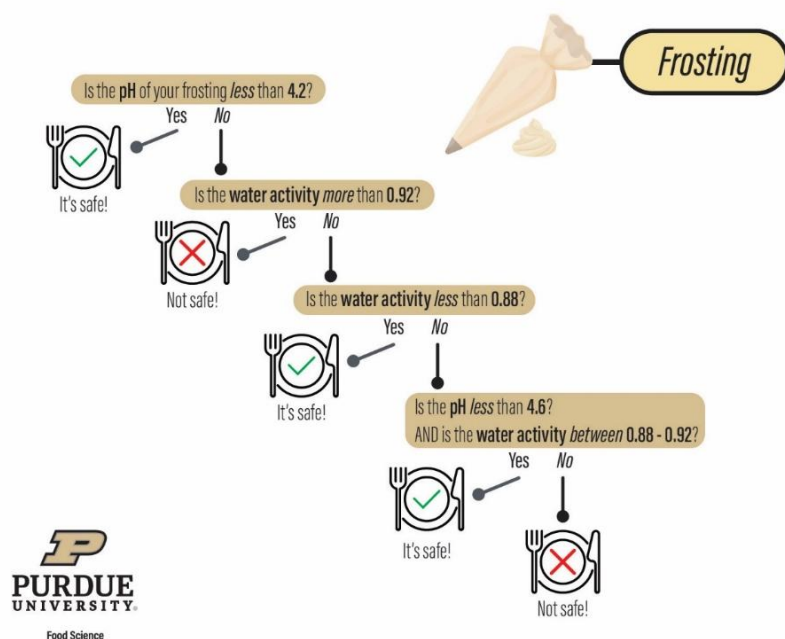 Frosting
Is the pH of your frosting less than 4.2?
Yes No
It's safe!
Is the water activity more than 0.92?
Yes No
Not safe!
Is the water activity less than 0.88?
Yes No
It's safe!
Is the pH less than 4.6?
AND is the water activity between 0.88 - 0.92?
Yes No
It's safe!
Not safe!
P
PURDUE
UNIVERSITY®
Food Science